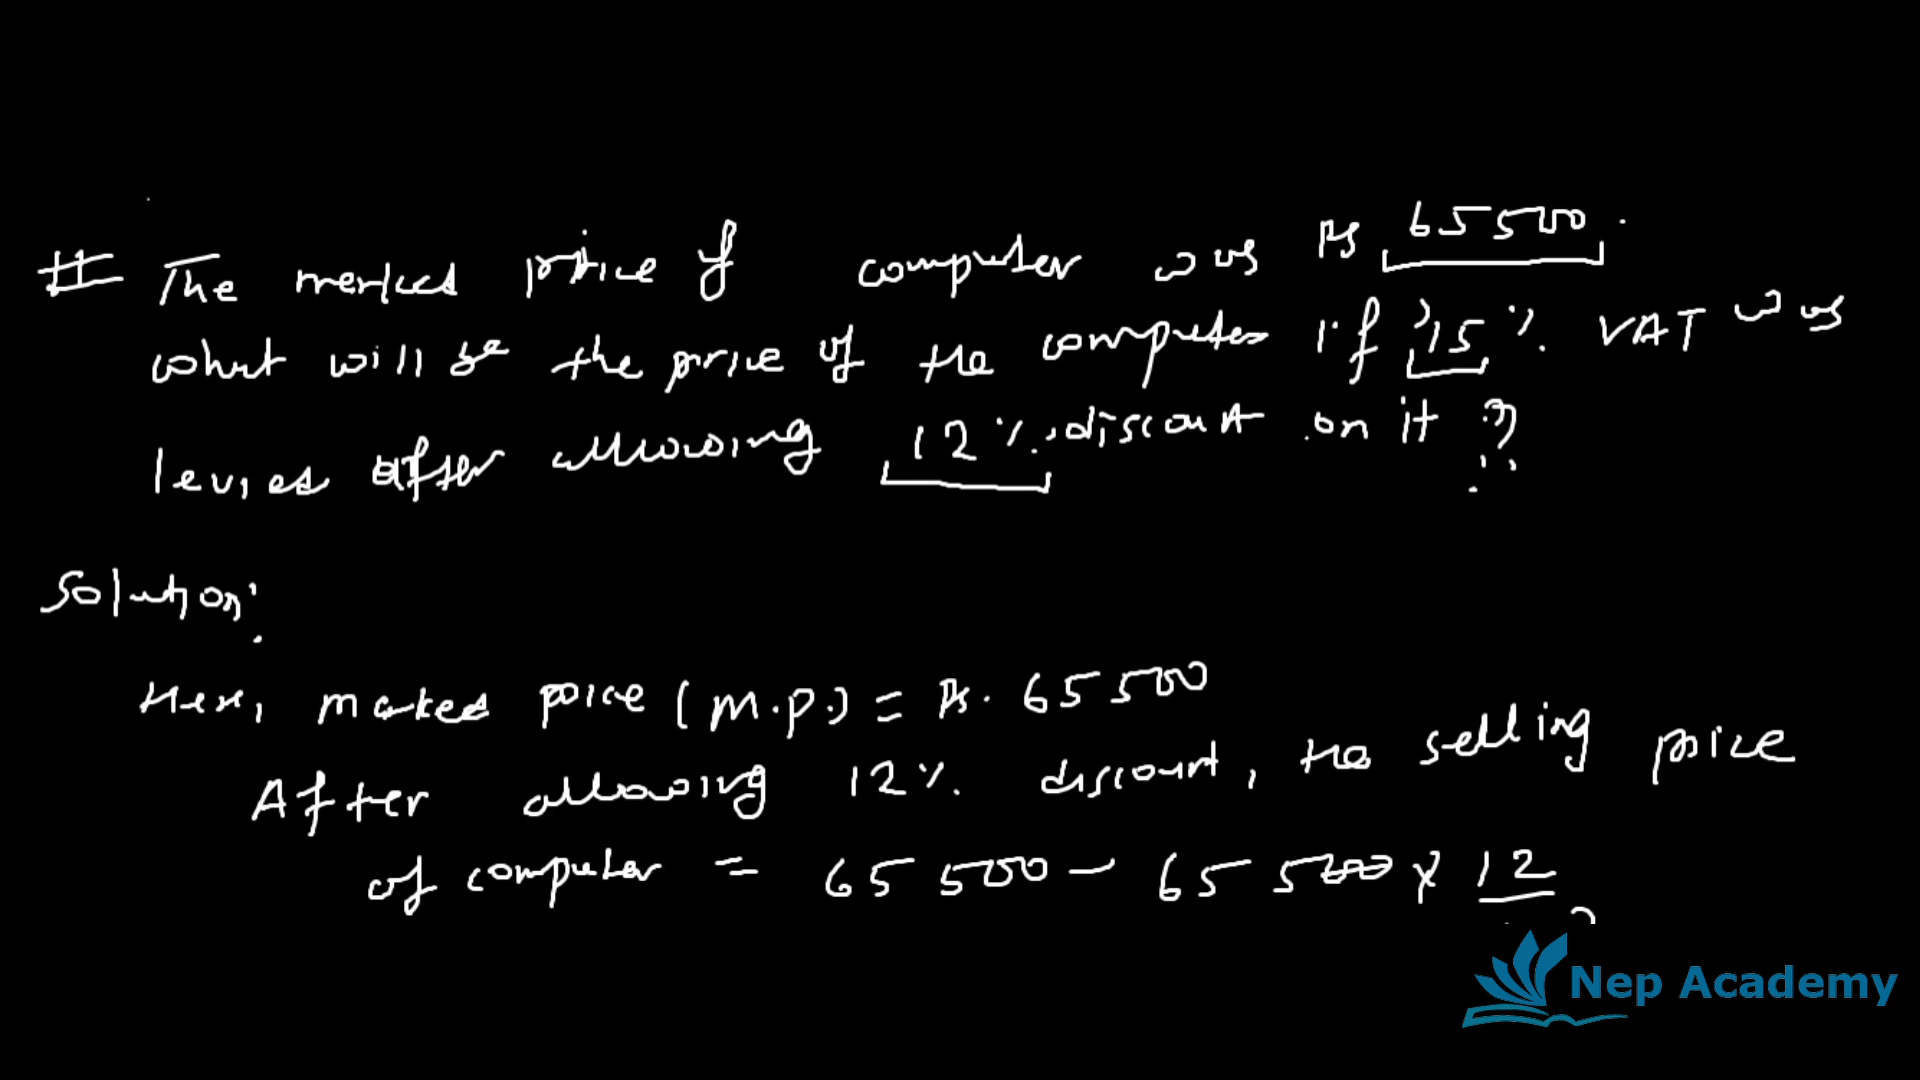 # The marked price of computer was Rs 65500.
what will be the price of the computer if 15% VAT was
levied after allowing 12% discount on it ?
Solution:
Here, marked price (M.P.) = Rs. 65500
After allowing 12% discount, the selling price
of computer = 65500 - 65500 × 12
Nep Academy